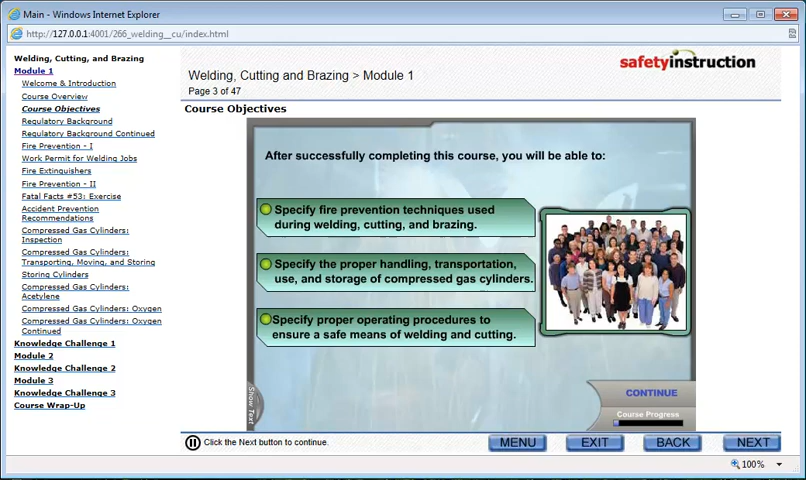 Main - Windows Internet Explorer
http://127.0.0.1:4001/266_welding__cu/index.html
Welding, Cutting, and Brazing
Module 1
Welcome & Introduction
Course Overview
Course Objectives
Regulatory Background
Regulatory Background Continued
Fire Prevention - I
Work Permit for Welding Jobs
Fire Extinguishers
Fire Prevention - II
Fatal Facts #53: Exercise
Accident Prevention
Recommendations
Compressed Gas Cylinders:
Inspection
Compressed Gas Cylinders:
Transporting, Moving, and Storing
Storing Cylinders
Compressed Gas Cylinders:
Acetylene
Compressed Gas Cylinders: Oxygen
Compressed Gas Cylinders: Oxygen
Continued
Knowledge Challenge 1
Module 2
Knowledge Challenge 2
Module 3
Knowledge Challenge 3
Course Wrap-Up
Welding, Cutting and Brazing > Module 1
Page 3 of 47
safetyinstruction
Course Objectives
After successfully completing this course, you will be able to:
Specify fire prevention techniques used
during welding, cutting, and brazing.
Specify the proper handling, transportation,
use, and storage of compressed gas cylinders.
Specify proper operating procedures to
ensure a safe means of welding and cutting.
Show Text
CONTINUE
Course Progress
Click the Next button to continue.
MENU
EXIT
BACK
NEXT
100%